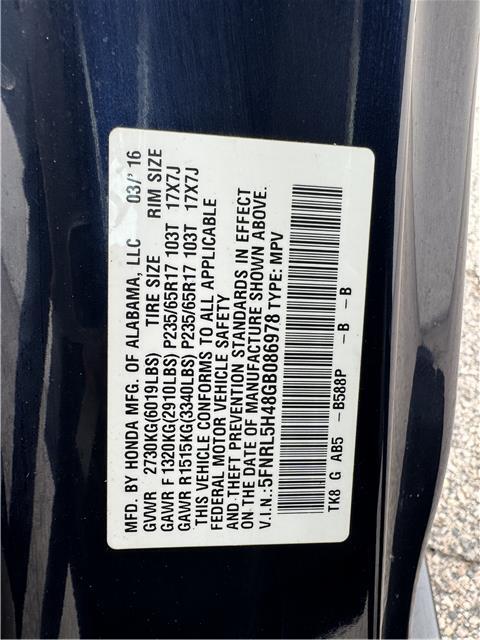 MFD. BY HONDA MFG. OF ALABAMA, LLC 03/'16
GVWR 2730KG(6019LBS) TIRE SIZE RIM SIZE
GAWR F 1320KG(2910LBS) P235/65R17 103T 17X7J
GAWR R1515KG(3340LBS) P235/65R17 103T 17X7J
THIS VEHICLE CONFORMS TO ALL APPLICABLE
FEDERAL MOTOR VEHICLE SAFETY
AND THEFT PREVENTION STANDARDS IN EFFECT
ON THE DATE OF MANUFACTURE SHOWN ABOVE.
V.I.N.:5FNRL5H48GB086978 TYPE: MPV
TK8 G AB5 -B588P -B -B